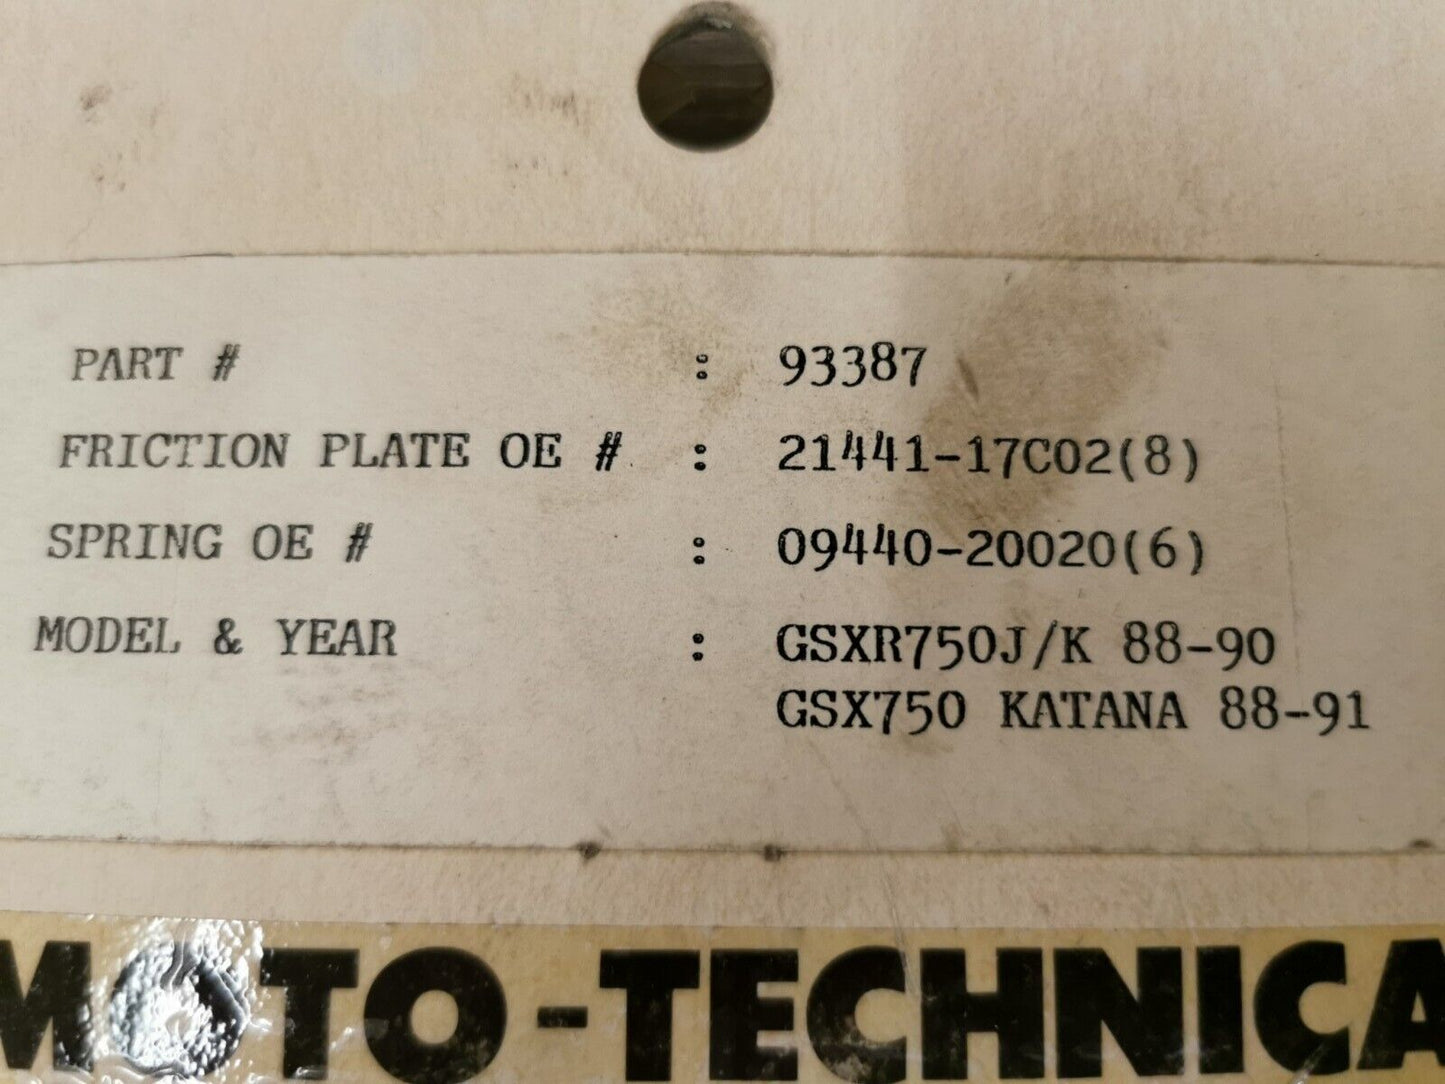 PART # : 93387
FRICTION PLATE OE # : 21441-17C02(8)
SPRING OE # : 09440-20020(6)
MODEL & YEAR : GSXR750J/K 88-90
GSX750 KATANA 88-91
MOTO-TECHNICA